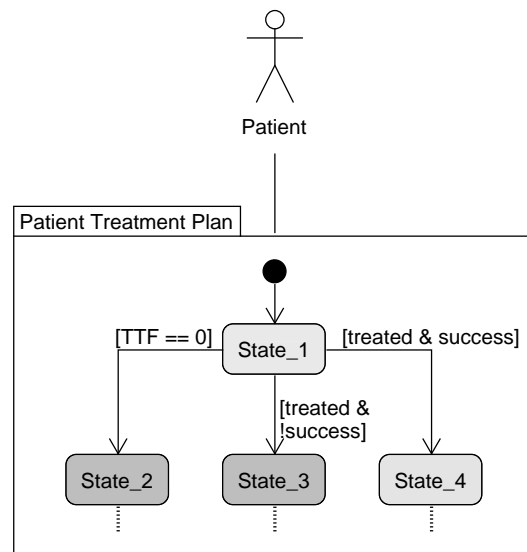 Patient
Patient Treatment Plan
[TTF == 0]
State_1
[treated & success]
[treated &
!success]
State_2
State_3
State_4